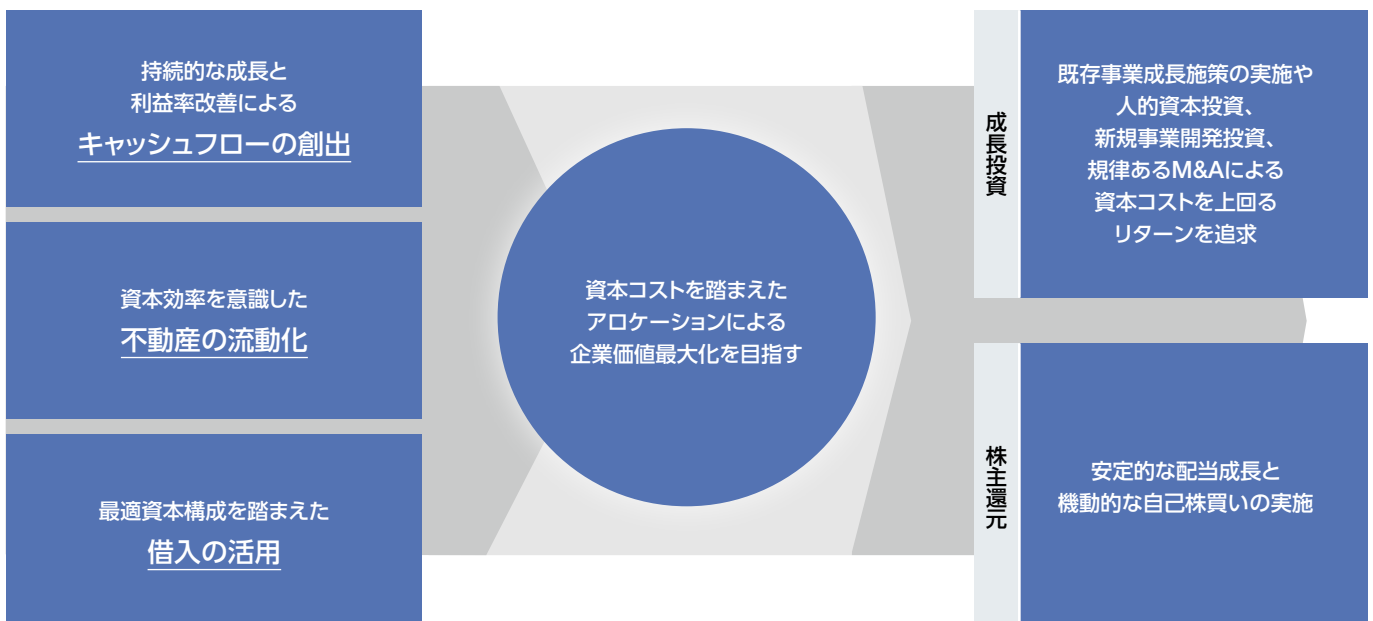 持続的な成長と
利益率改善による
キャッシュフローの創出
資本効率を意識した
不動産の流動化
最適資本構成を踏まえた
借入の活用
資本コストを踏まえた
アロケーションによる
企業価値最大化を目指す
成長投資
既存事業成長施策の実施や
人的資本投資、
新規事業開発投資、
規律あるM&Aによる
資本コストを上回る
リターンを追求
株主還元
安定的な配当成長と
機動的な自己株買いの実施